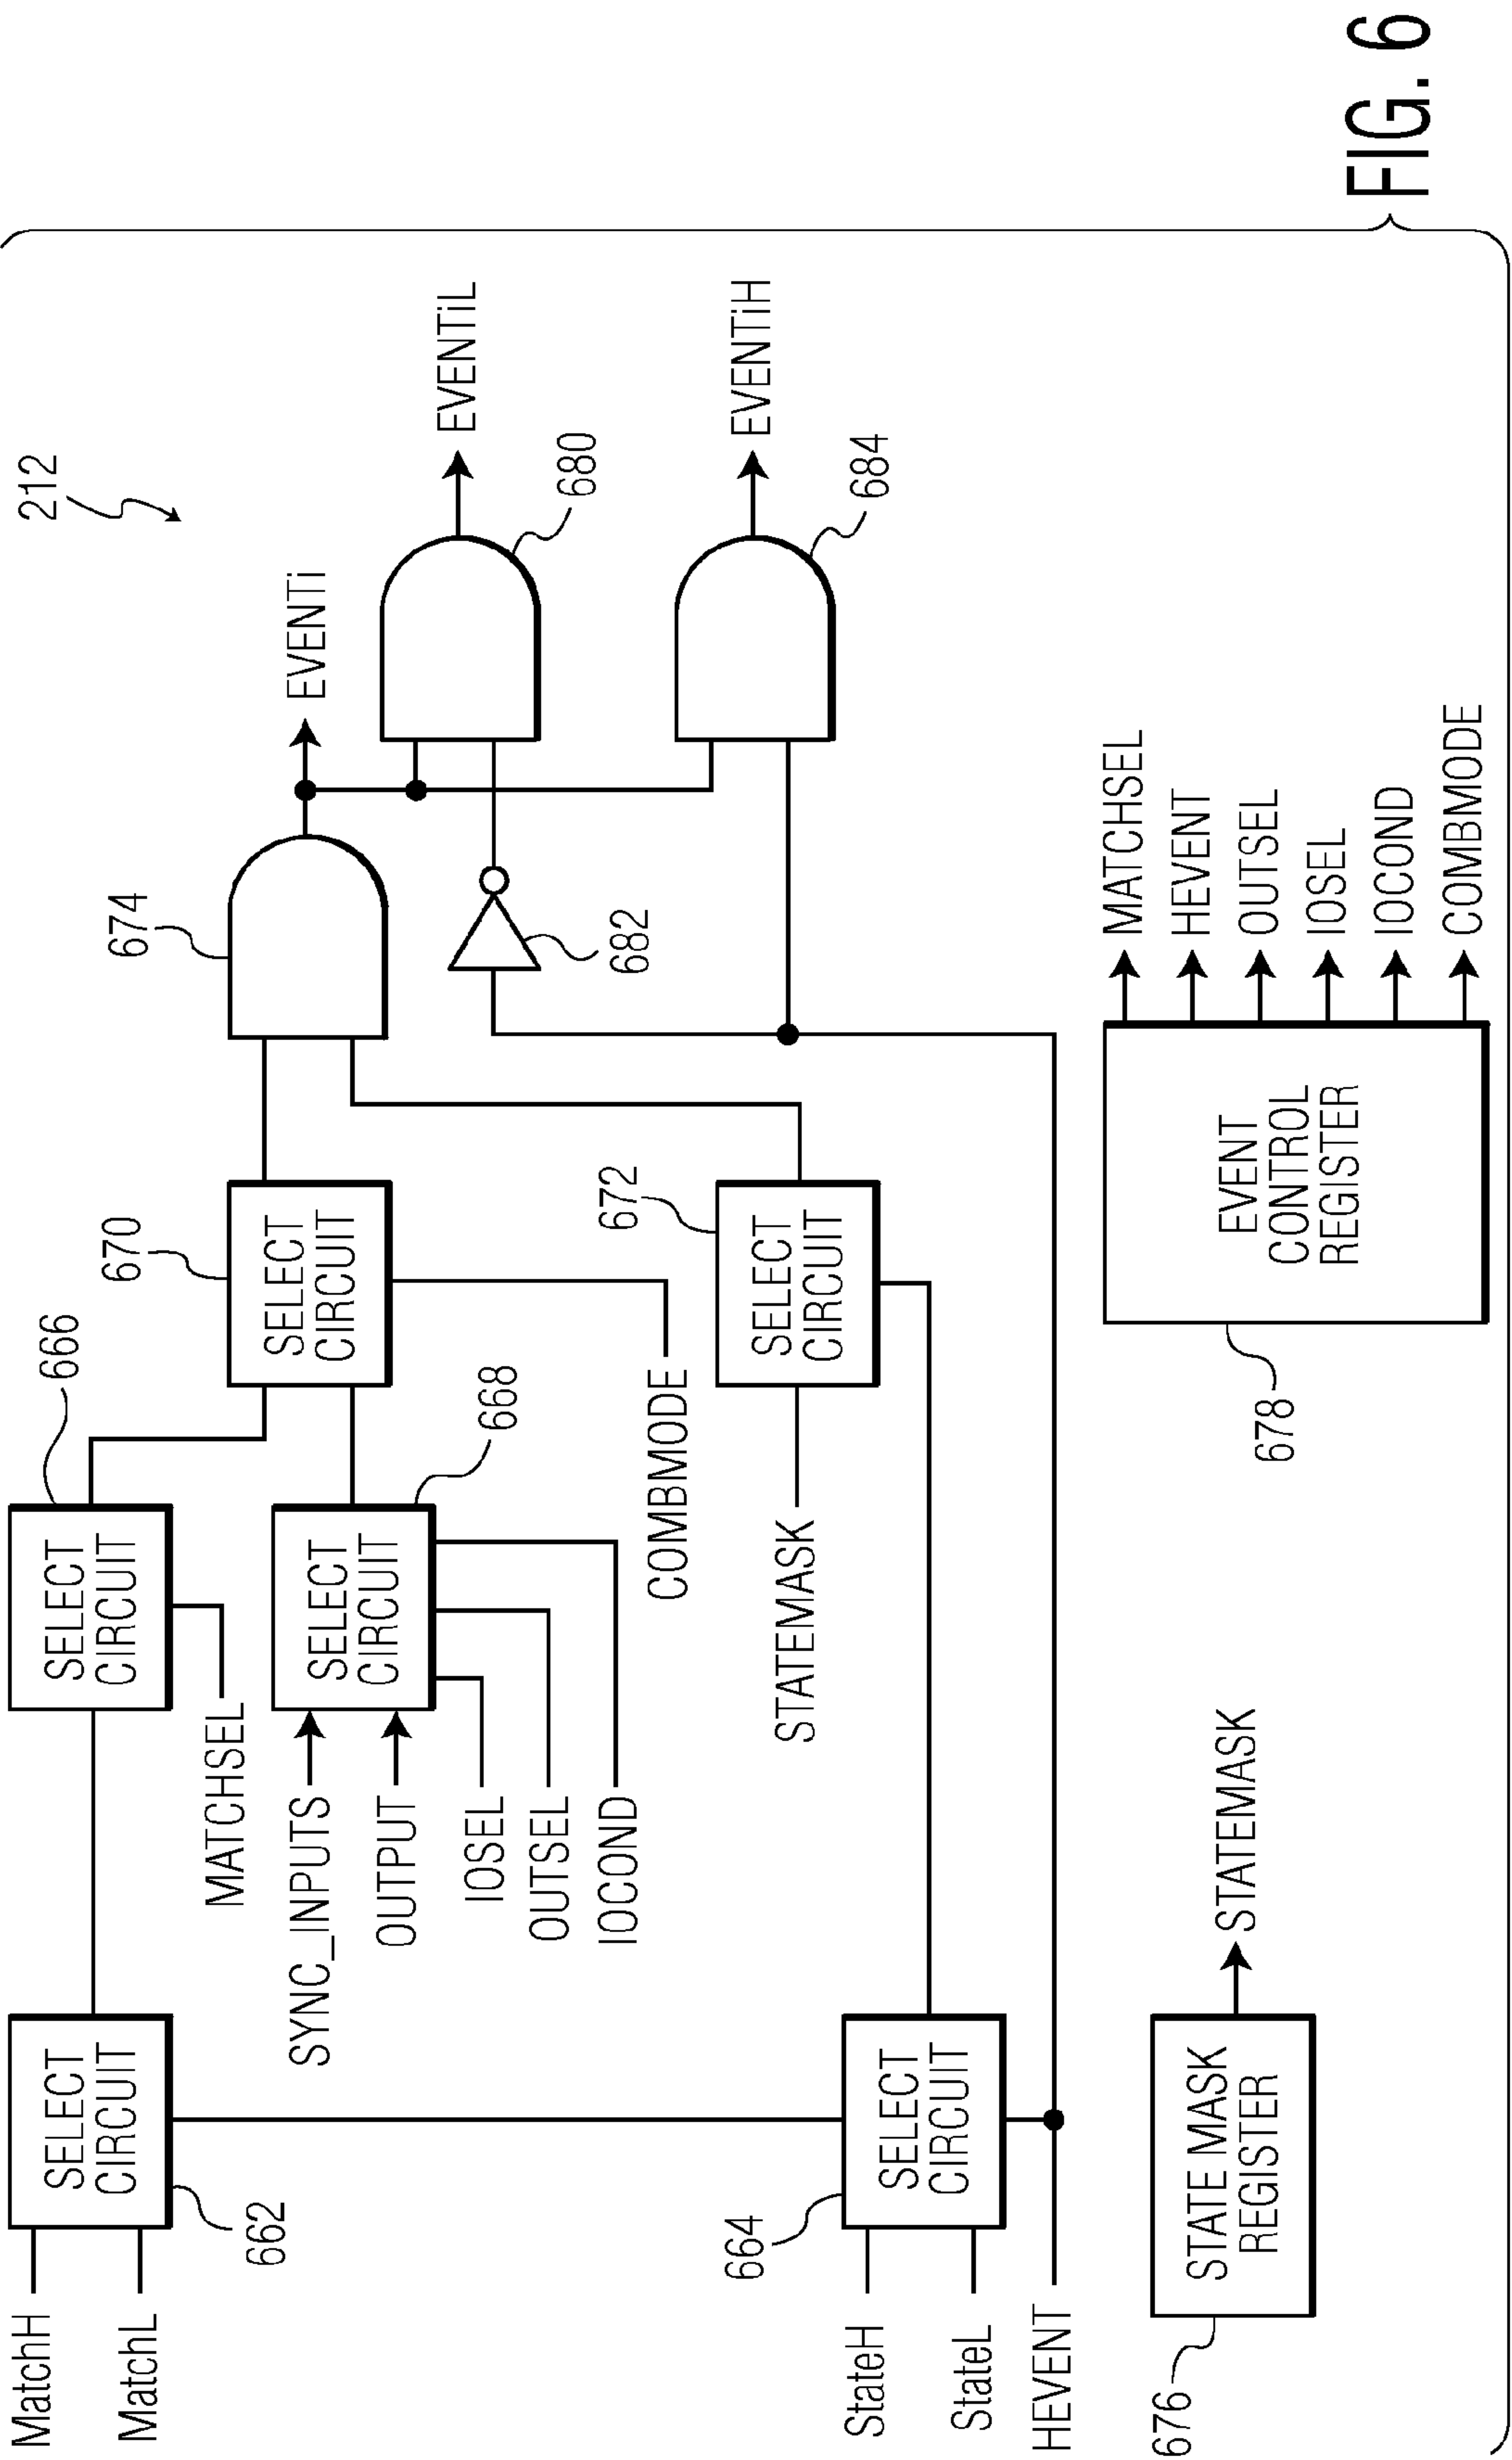 212
MatchH
MatchL
SELECT
CIRCUIT
662
SELECT
CIRCUIT
666
MATCHSEL
SYNC_INPUTS
OUTPUT
IOSEL
OUTSEL
IOCOND
SELECT
CIRCUIT
668
SELECT
CIRCUIT
670
COMBMODE
674
EVENTi
EVENTiL
680
682
EVENTiH
684
STATEMASK
SELECT
CIRCUIT
672
StateH
StateL
HEVENT
SELECT
CIRCUIT
664
STATE MASK
REGISTER
676
STATEMASK
EVENT
CONTROL
REGISTER
678
MATCHSEL
HEVENT
OUTSEL
IOSEL
IOCOND
COMBMODE
FIG. 6